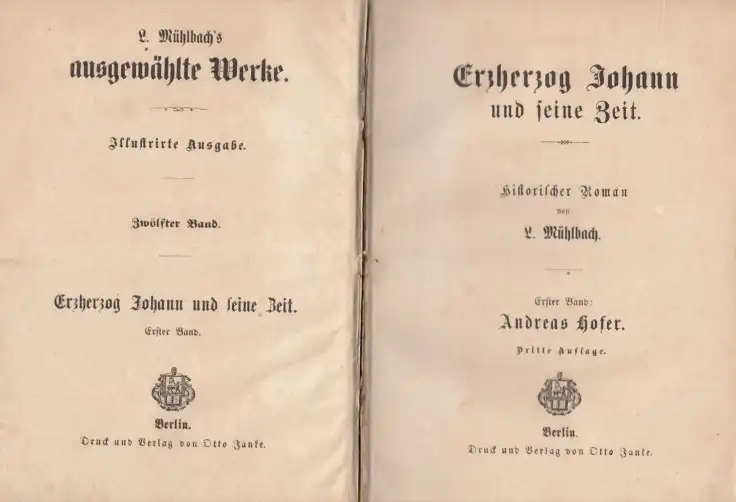 L. Mühlbach's
ausgewählte Werke.
Illustrirte Ausgabe.
Zwölfter Band.
Erzherzog Johann und seine Zeit.
Erster Band.
Berlin.
Druck und Verlag von Otto Janke.
Erzherzog Johann
und seine Zeit.
Historischer Roman
von
L. Mühlbach.
Erster Band:
Andreas Hofer.
Dritte Auflage.
Berlin.
Druck und Verlag von Otto Janke.